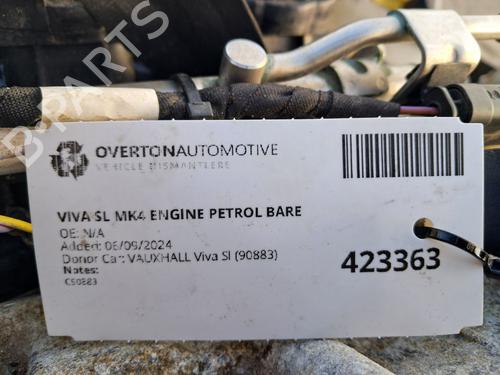 B-PARTS
OVERTONAUTOMOTIVE
VEHICLE DISMANTLERS
VIVA SL MK4 ENGINE PETROL BARE
OE: N/A
Added: 06/09/2024
Donor Car: VAUXHALL Viva Sl (90883)
Notes:
C90883
423363